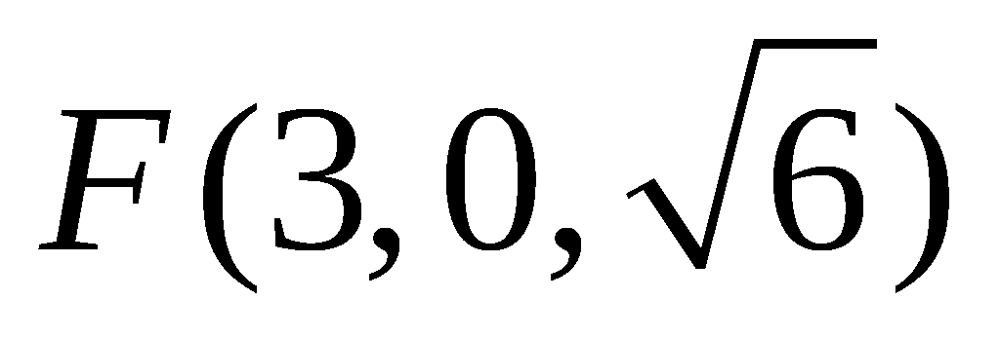 F(3, 0, √6)